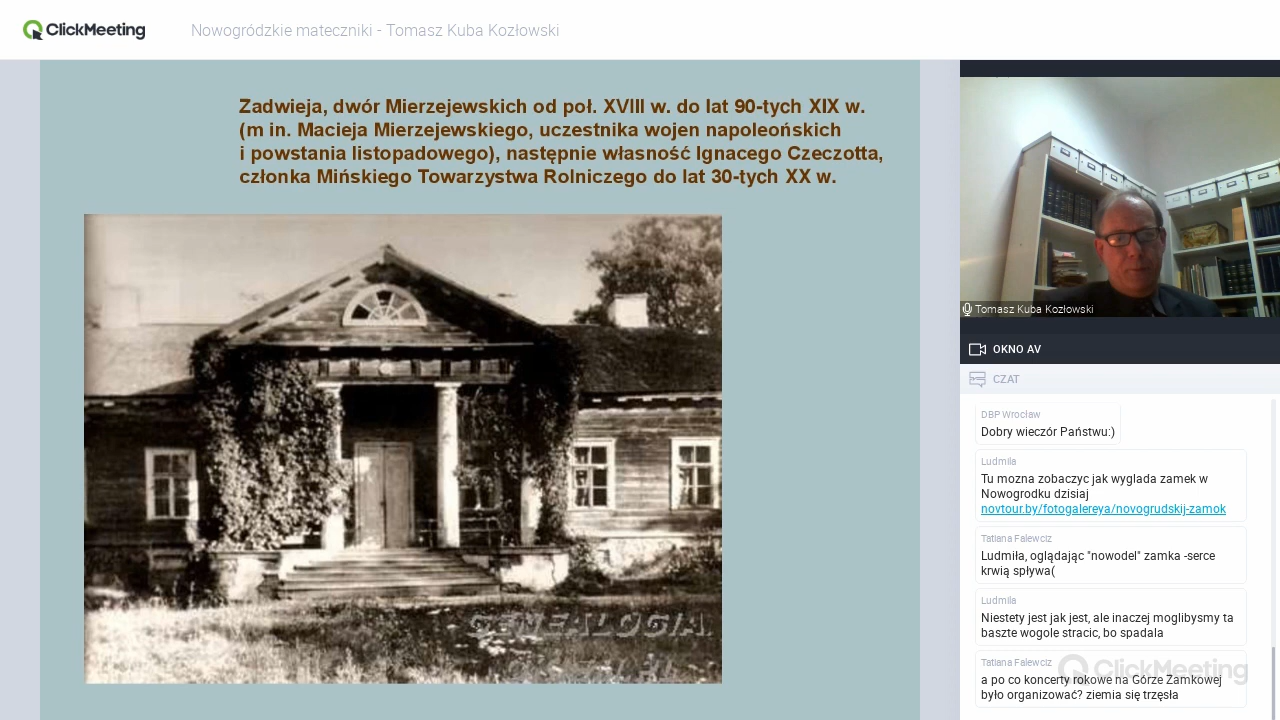 ClickMeeting
Nowogródzkie mateczniki - Tomasz Kuba Kozłowski
Zadwieja, dwór Mierzejewskich od poł. XVIII w. do lat 90-tych XIX w.
(m in. Macieja Mierzejewskiego, uczestnika wojen napoleońskich
i powstania listopadowego), następnie własność Ignacego Czeczotta,
członka Mińskiego Towarzystwa Rolniczego do lat 30-tych XX w.
GENEALOGIA
Tomasz Kuba Kozłowski
OKNO AV
CZAT
DBP Wrocław
Dobry wieczór Państwu:)
Ludmila
Tu mozna zobaczyc jak wyglada zamek w
Nowogrodku dzisiaj
novtour.by/fotogalereya/novogrudskij-zamok
Tatiana Falewciz
Ludmiła, oglądając "nowodel" zamka -serce
krwią spływa(
Ludmila
Niestety jest jak jest, ale inaczej moglibysmy ta
baszte wogole stracic, bo spadala
Tatiana Falewciz
a po co koncerty rokowe na Górze Zamkowej
było organizować? ziemia się trzęsła
ClickMeeting